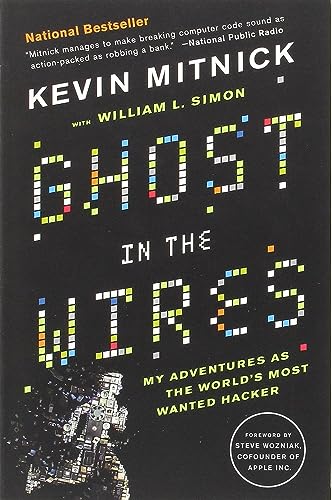 National Bestseller
"Mitnick manages to make breaking computer code sound as
action-packed as robbing a bank." —National Public Radio
KEVIN MITNICK
WITH WILLIAM L. SIMON
GHOST
IN THE
WIRES
MY ADVENTURES AS
THE WORLD'S MOST
WANTED HACKER
FOREWORD BY
STEVE WOZNIAK,
COFOUNDER OF
APPLE INC.